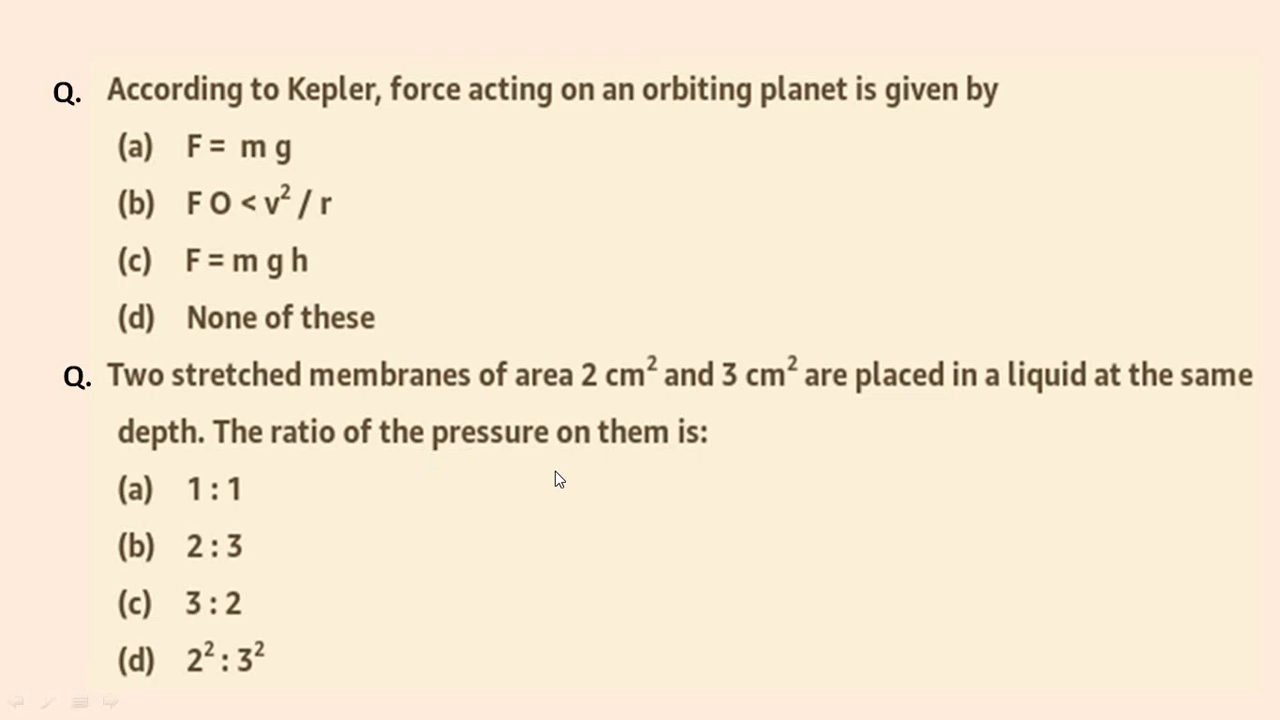 Q. According to Kepler, force acting on an orbiting planet is given by
(a) F = m g
(b) F O < v² / r
(c) F = m g h
(d) None of these
Q. Two stretched membranes of area 2 cm² and 3 cm² are placed in a liquid at the same
depth. The ratio of the pressure on them is:
(a) 1 : 1
(b) 2 : 3
(c) 3 : 2
(d) 2² : 3²